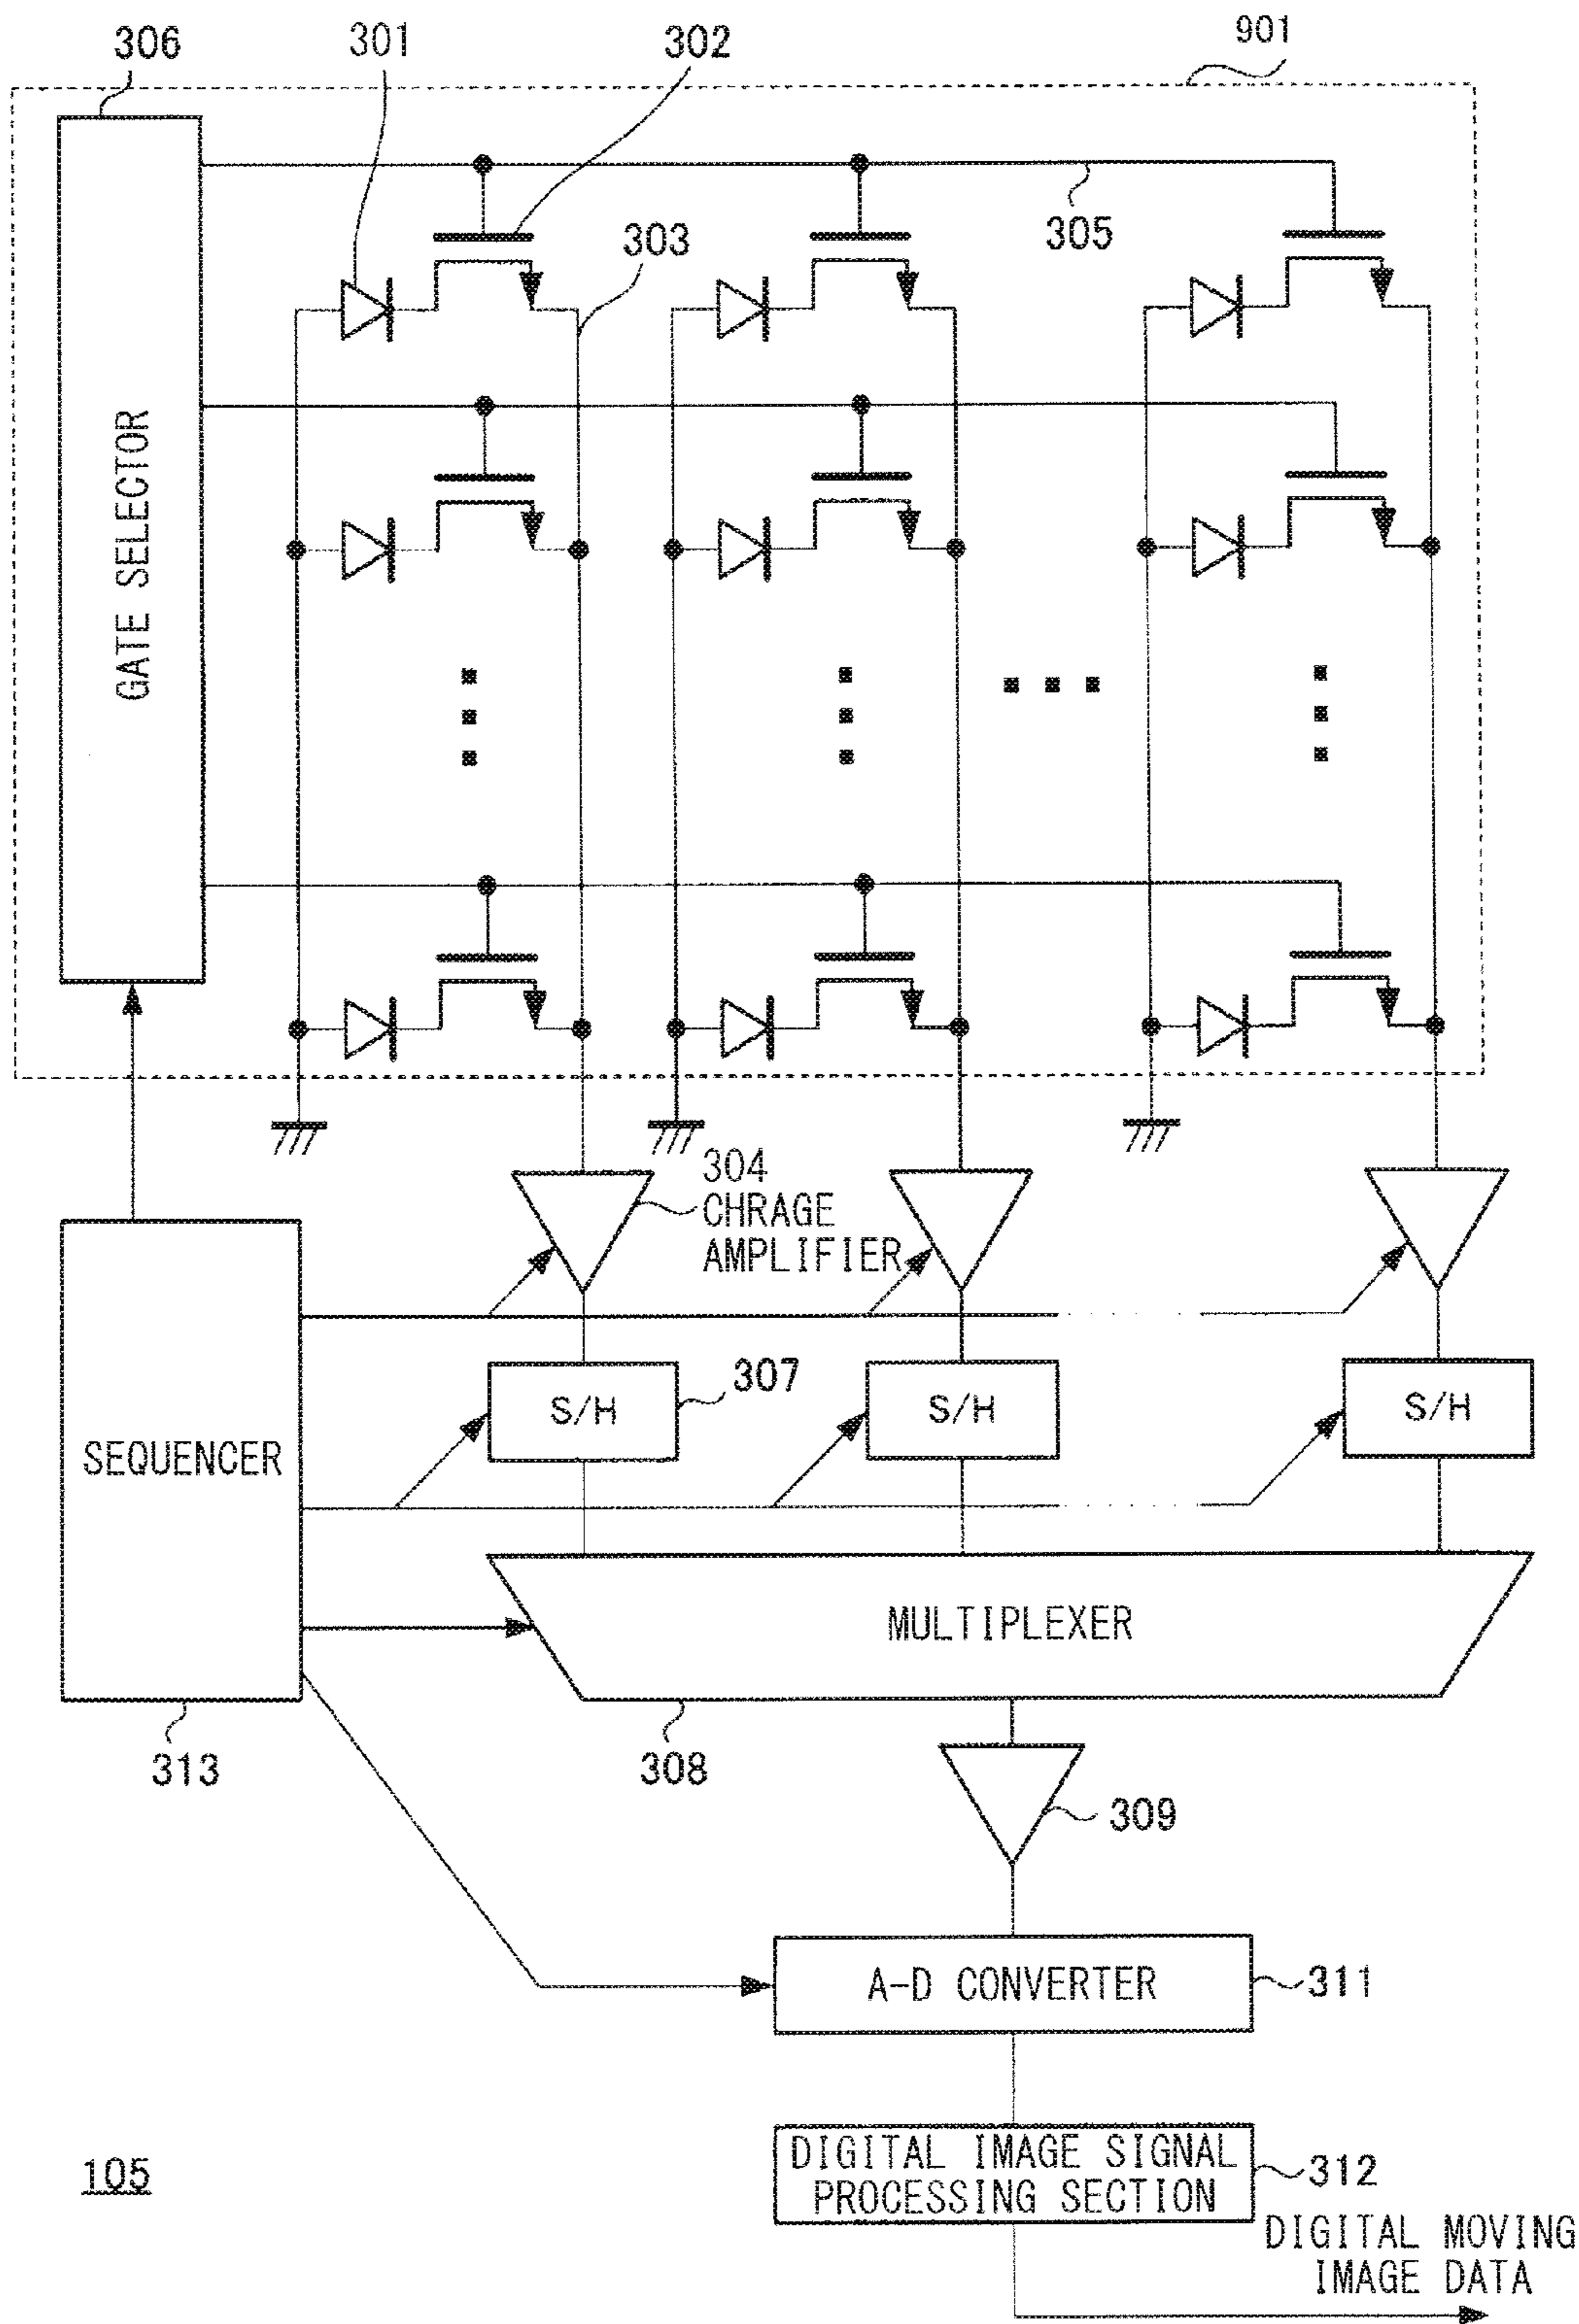 306
301
302
901
303
305
GATE SELECTOR
304
CHRAGE
AMPLIFIER
S/H
307
S/H
S/H
SEQUENCER
MULTIPLEXER
313
308
309
A-D CONVERTER
311
105
DIGITAL IMAGE SIGNAL
PROCESSING SECTION
312
DIGITAL MOVING
IMAGE DATA